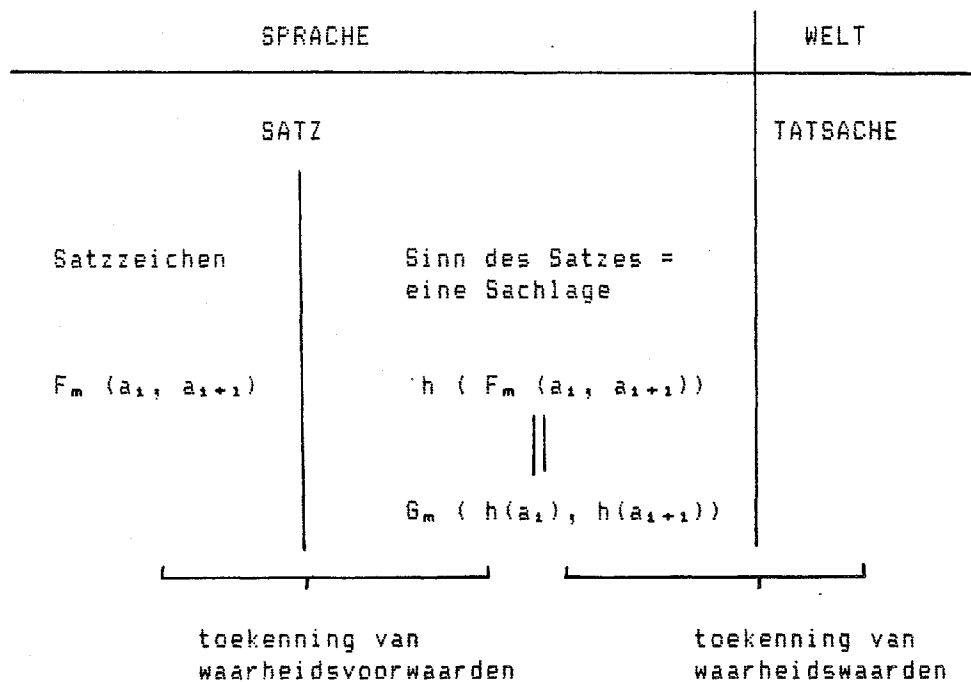 SPRACHE WELT
SATZ TATSACHE
Satzzeichen Sinn des Satzes =
eine Sachlage
Fm (ai, ai+1) h ( Fm (ai, ai+1))
||
Gm ( h(ai), h(ai+1))
toekenning van toekenning van
waarheidsvoorwaarden waarheidswaarden